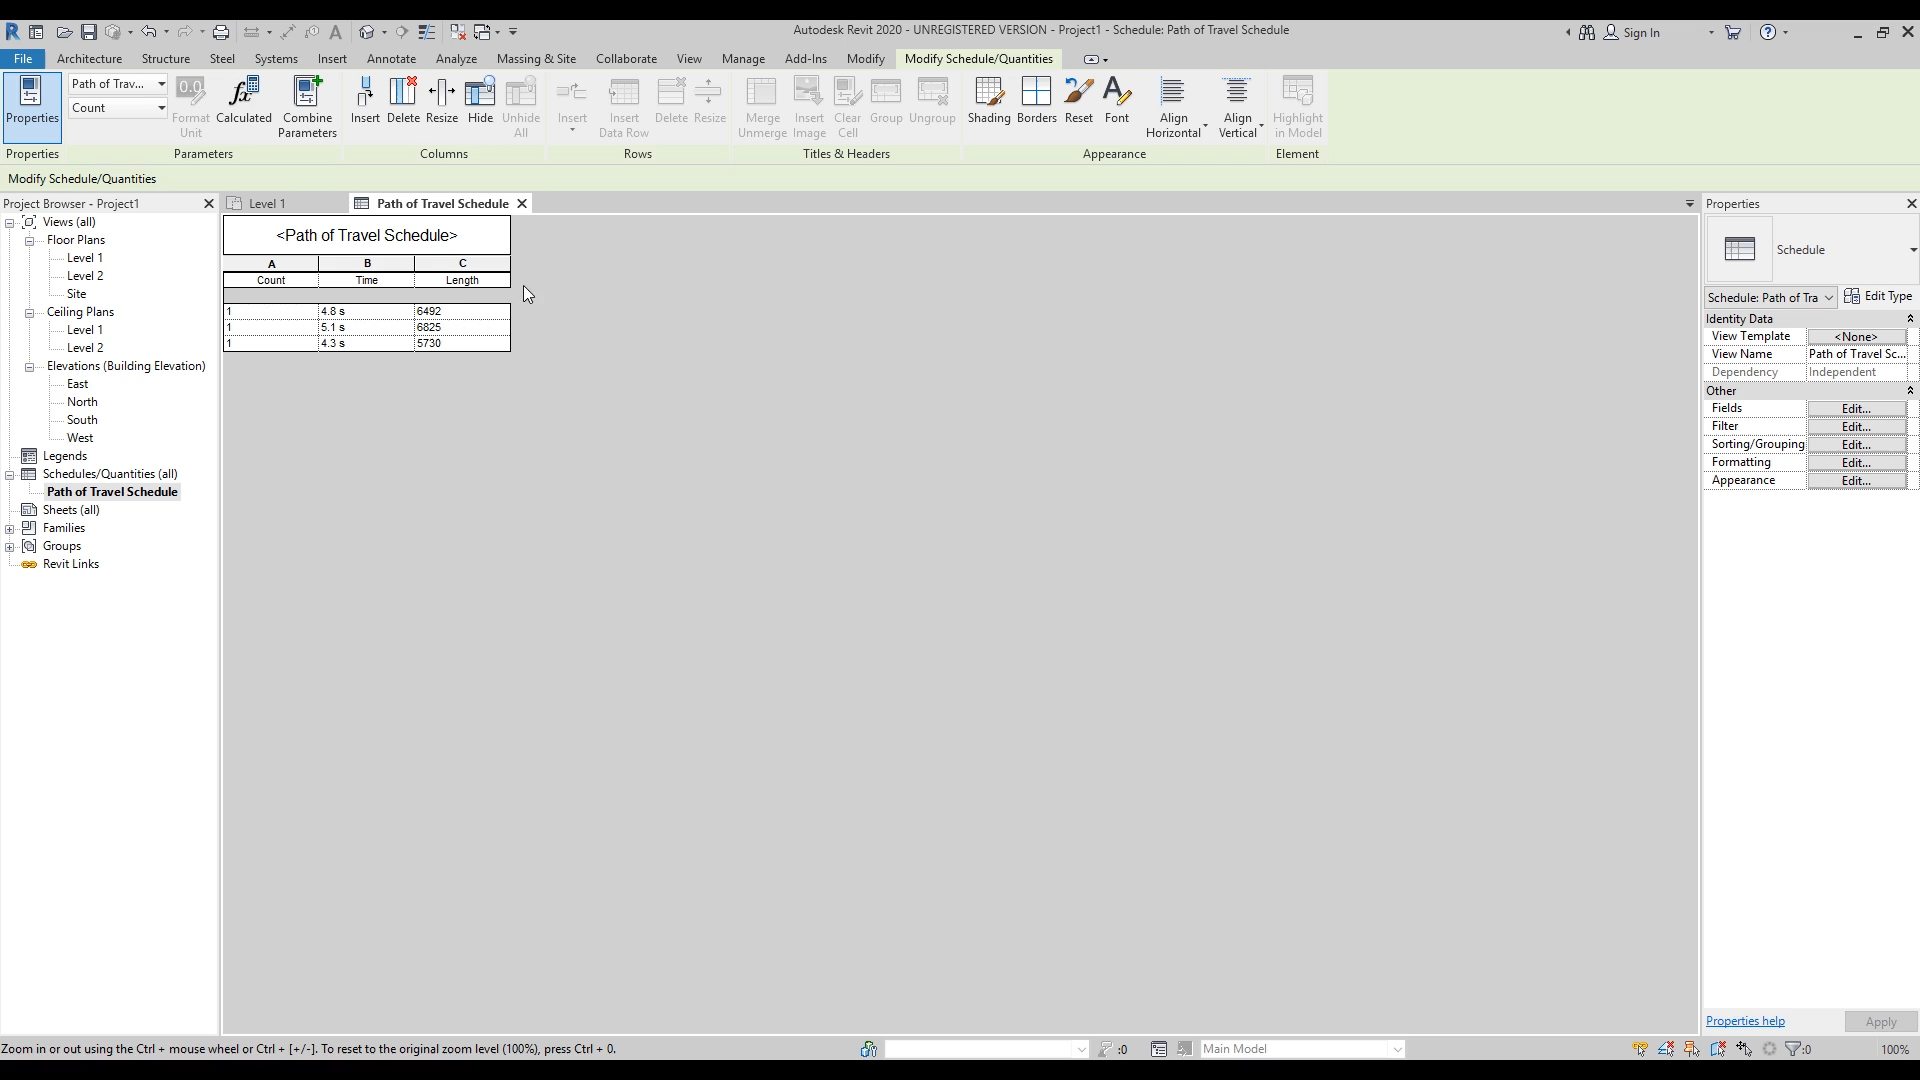 Autodesk Revit 2020 - UNREGISTERED VERSION - Project1 - Schedule: Path of Travel Schedule
Sign In
File Architecture Structure Steel Systems Insert Annotate Analyze Massing & Site Collaborate View Manage Add-Ins Modify Modify Schedule/Quantities
Properties
Path of Trav...
Count
0.0
Format Unit
Calculated
Combine Parameters
Insert
Delete
Resize
Hide
Unhide All
Insert
Insert Data Row
Delete
Resize
Merge Unmerge
Insert Image
Clear Cell
Group
Ungroup
Shading
Borders
Reset
Font
Align Horizontal
Align Vertical
Highlight in Model
Properties Parameters Columns Rows Titles & Headers Appearance Element
Modify Schedule/Quantities
Project Browser - Project1
Views (all)
Floor Plans
Level 1
Level 2
Site
Ceiling Plans
Level 1
Level 2
Elevations (Building Elevation)
East
North
South
West
Legends
Schedules/Quantities (all)
Path of Travel Schedule
Sheets (all)
Families
Groups
Revit Links
Level 1
Path of Travel Schedule
<Path of Travel Schedule>
A B C
Count Time Length
1 4.8 s 6492
1 5.1 s 6825
1 4.3 s 5730
Properties
Schedule
Schedule: Path of Tra
Edit Type
Identity Data
View Template <None>
View Name Path of Travel Sc...
Dependency Independent
Other
Fields Edit...
Filter Edit...
Sorting/Grouping Edit...
Formatting Edit...
Appearance Edit...
Properties help
Apply
Zoom in or out using the Ctrl + mouse wheel or Ctrl + [+/-]. To reset to the original zoom level (100%), press Ctrl + 0.
:0
Main Model
:0
100%